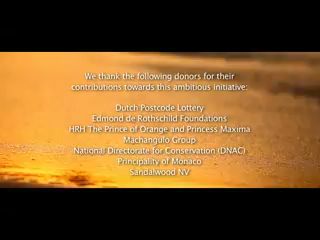 We thank the following donors for their
contributions towards this ambitious initiative:
Dutch Postcode Lottery
Edmond de Rothschild Foundations
HRH The Prince of Orange and Princess Maxima
Machangulo Group
National Directorate for Conservation (DNAC)
Principality of Monaco
Sandalwood NV